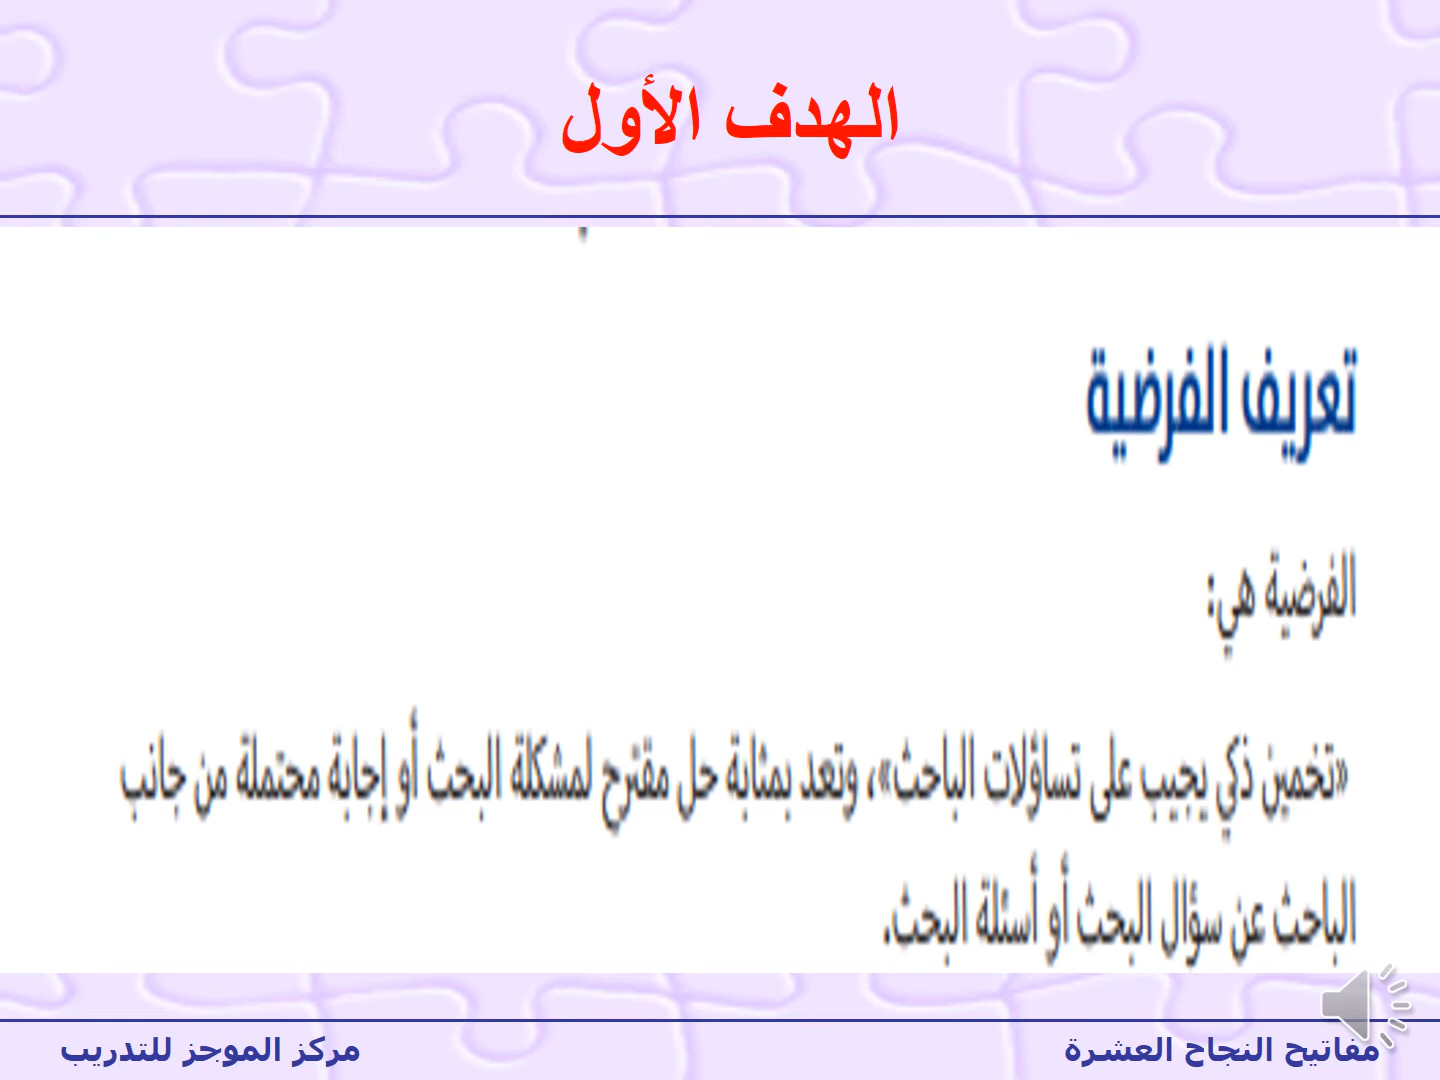 الهدف الأول
تعريف الفرضية
الفرضية هي:
«تخمين ذكي يجيب على تساؤلات الباحث»، وتعد بمثابة حل مقترح لمشكلة البحث أو إجابة محتملة من جانب
الباحث عن سؤال البحث أو أسئلة البحث.
مفاتيح النجاح العشرة
مركز الموجز للتدريب